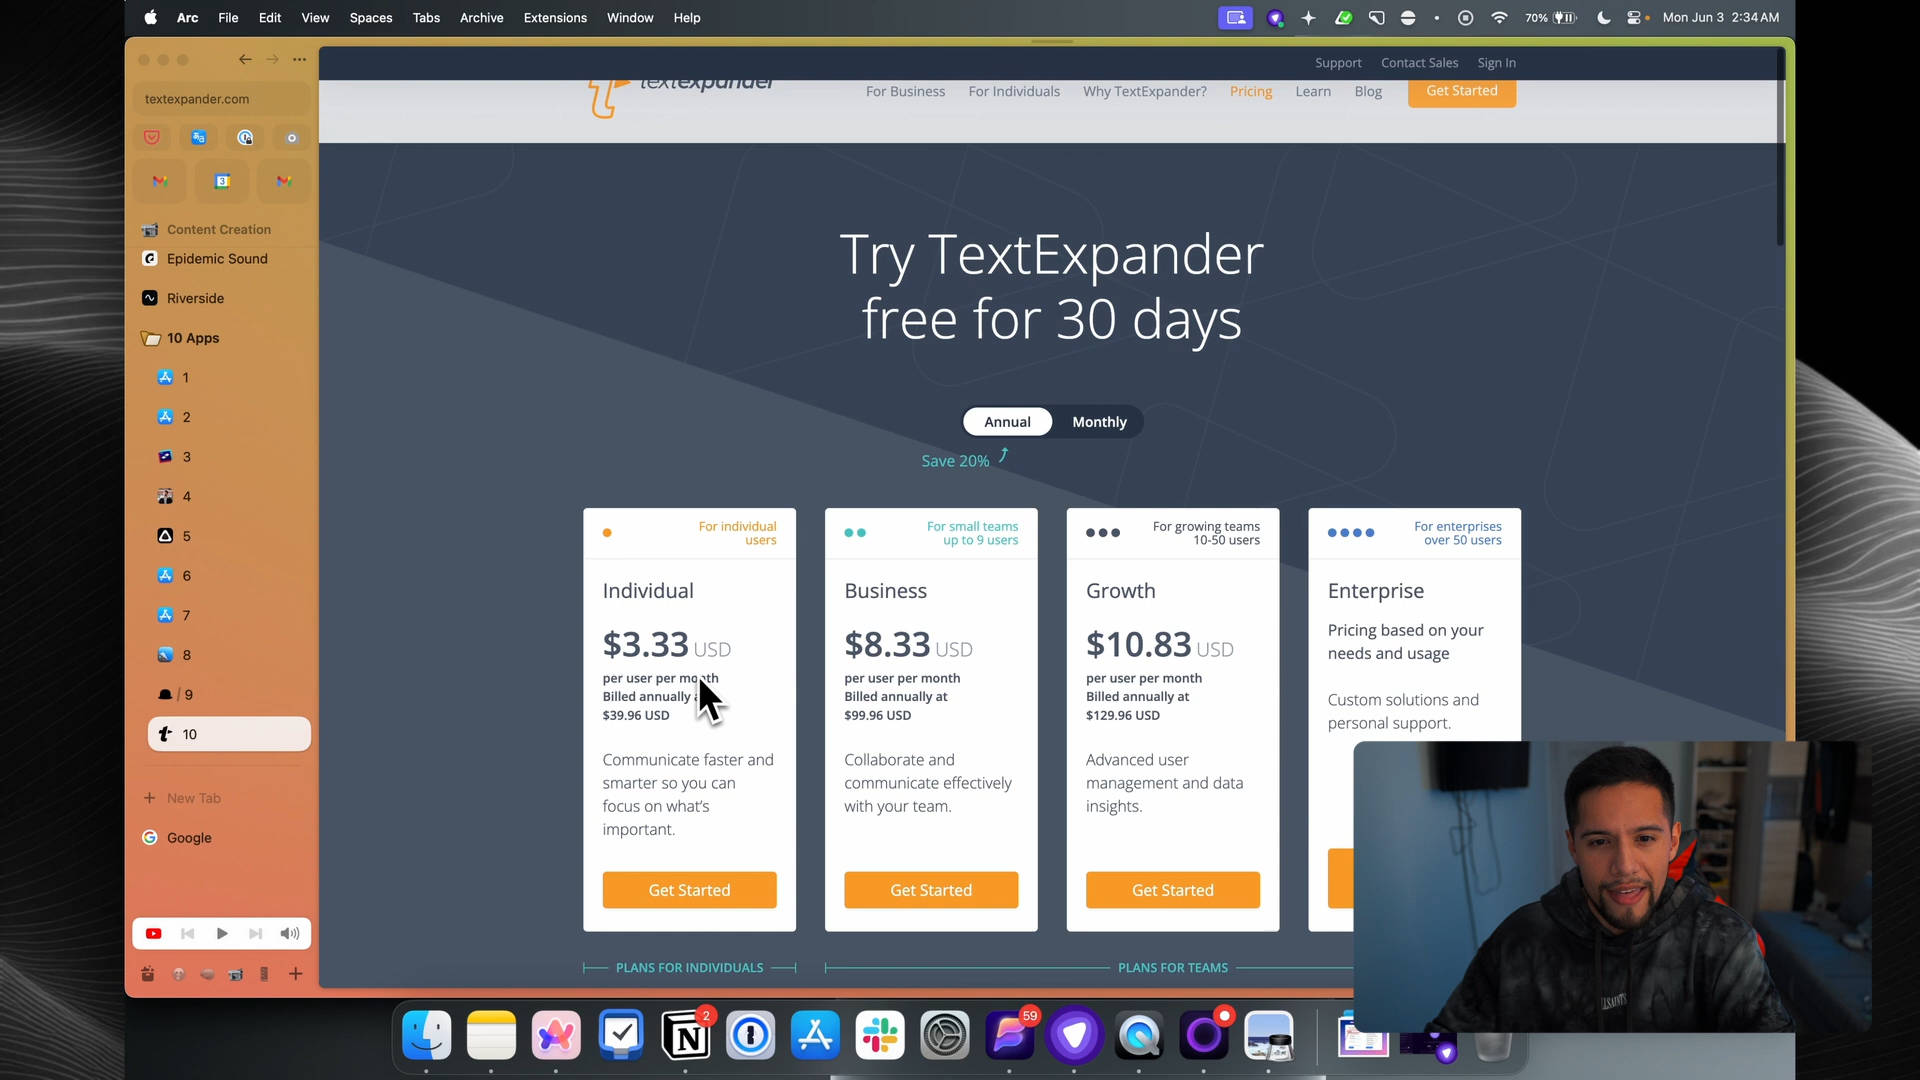 Arc File Edit View Spaces Tabs Archive Extensions Window Help
70% Mon Jun 3 2:34 AM
textexpander.com
3
Content Creation
Epidemic Sound
Riverside
10 Apps
1
2
3
4
5
6
7
8
/ 9
10
+ New Tab
Google
Support Contact Sales Sign In
textexpander
For Business For Individuals Why TextExpander? Pricing Learn Blog Get Started
Try TextExpander
free for 30 days
Annual Monthly
Save 20%
For individual
users
Individual
$3.33 USD
per user per month
Billed annually
$39.96 USD
Communicate faster and
smarter so you can
focus on what's
important.
Get Started
For small teams
up to 9 users
Business
$8.33 USD
per user per month
Billed annually at
$99.96 USD
Collaborate and
communicate effectively
with your team.
Get Started
For growing teams
10-50 users
Growth
$10.83 USD
per user per month
Billed annually at
$129.96 USD
Advanced user
management and data
insights.
Get Started
For enterprises
over 50 users
Enterprise
Pricing based on your
needs and usage
Custom solutions and
personal support.
PLANS FOR INDIVIDUALS
PLANS FOR TEAMS
2
59